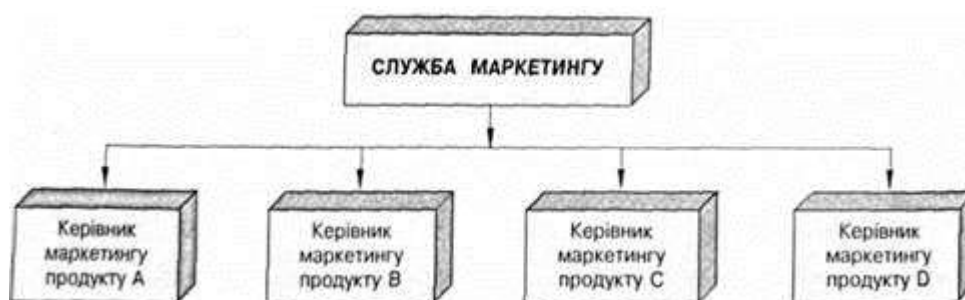 СЛУЖБА МАРКЕТИНГУ
Керівник
маркетингу
продукту A
Керівник
маркетингу
продукту B
Керівник
маркетингу
продукту C
Керівник
маркетингу
продукту D